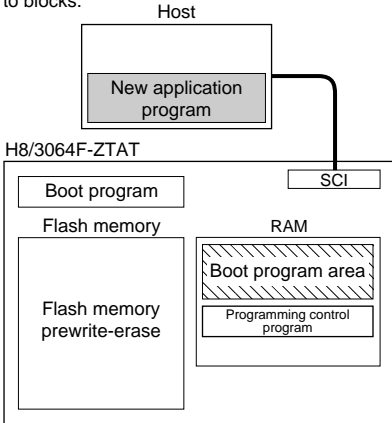 to blocks.
Host
New application
program
H8/3064F-ZTAT
SCI
Boot program
Flash memory
RAM
Boot program area
Flash memory
prewrite-erase
Programming control
program